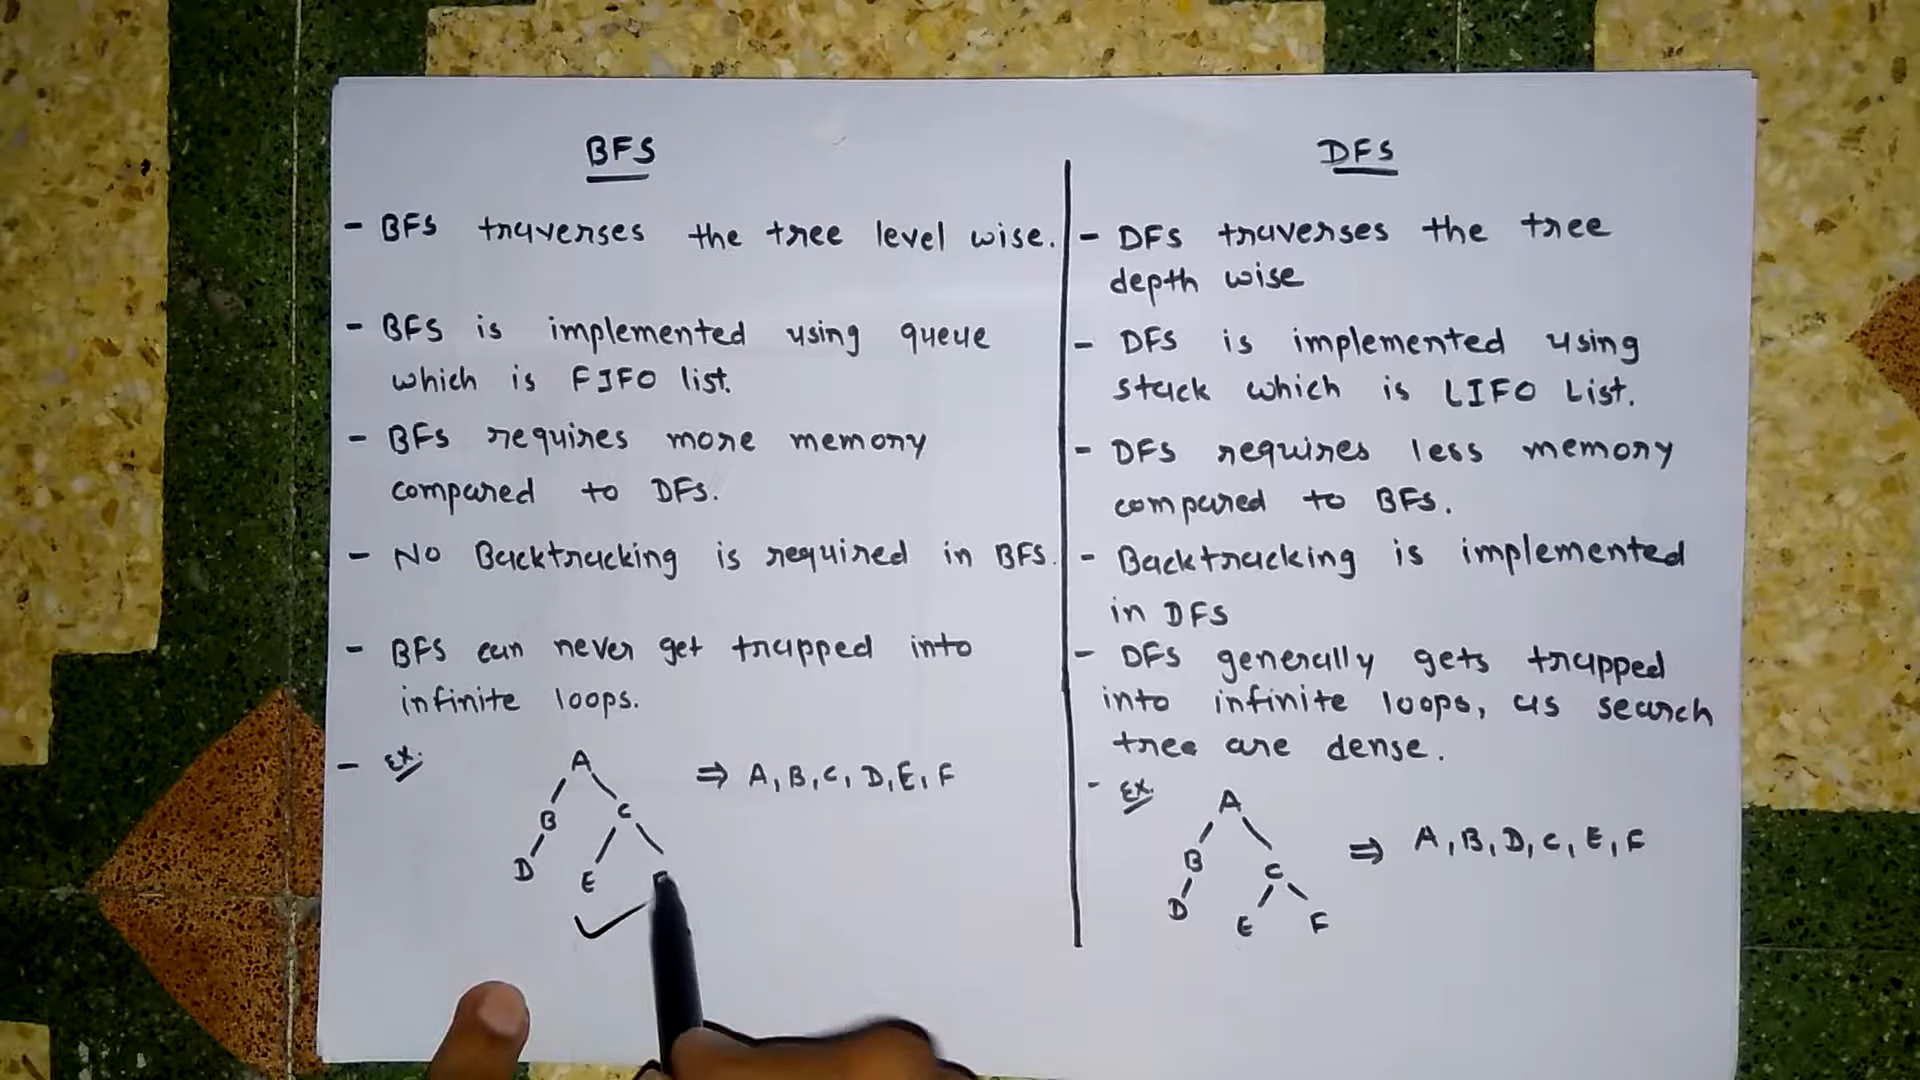 BFS
- BFS traverses the tree level wise.
- BFS is implemented using queue
which is FIFO list.
- BFS requires more memory
compared to DFS.
- No Backtracking is required in BFS.
- BFS can never get trapped into
infinite loops.
- Ex.
A
B C
D E F
⇒ A, B, C, D, E, F
DFS
- DFS traverses the tree
depth wise
- DFS is implemented using
stack which is LIFO List.
- DFS requires less memory
compared to BFS.
- Backtracking is implemented
in DFS
- DFS generally gets trapped
into infinite loops, as search
tree are dense.
- Ex.
A
B C
D E F
⇒ A, B, D, C, E, F